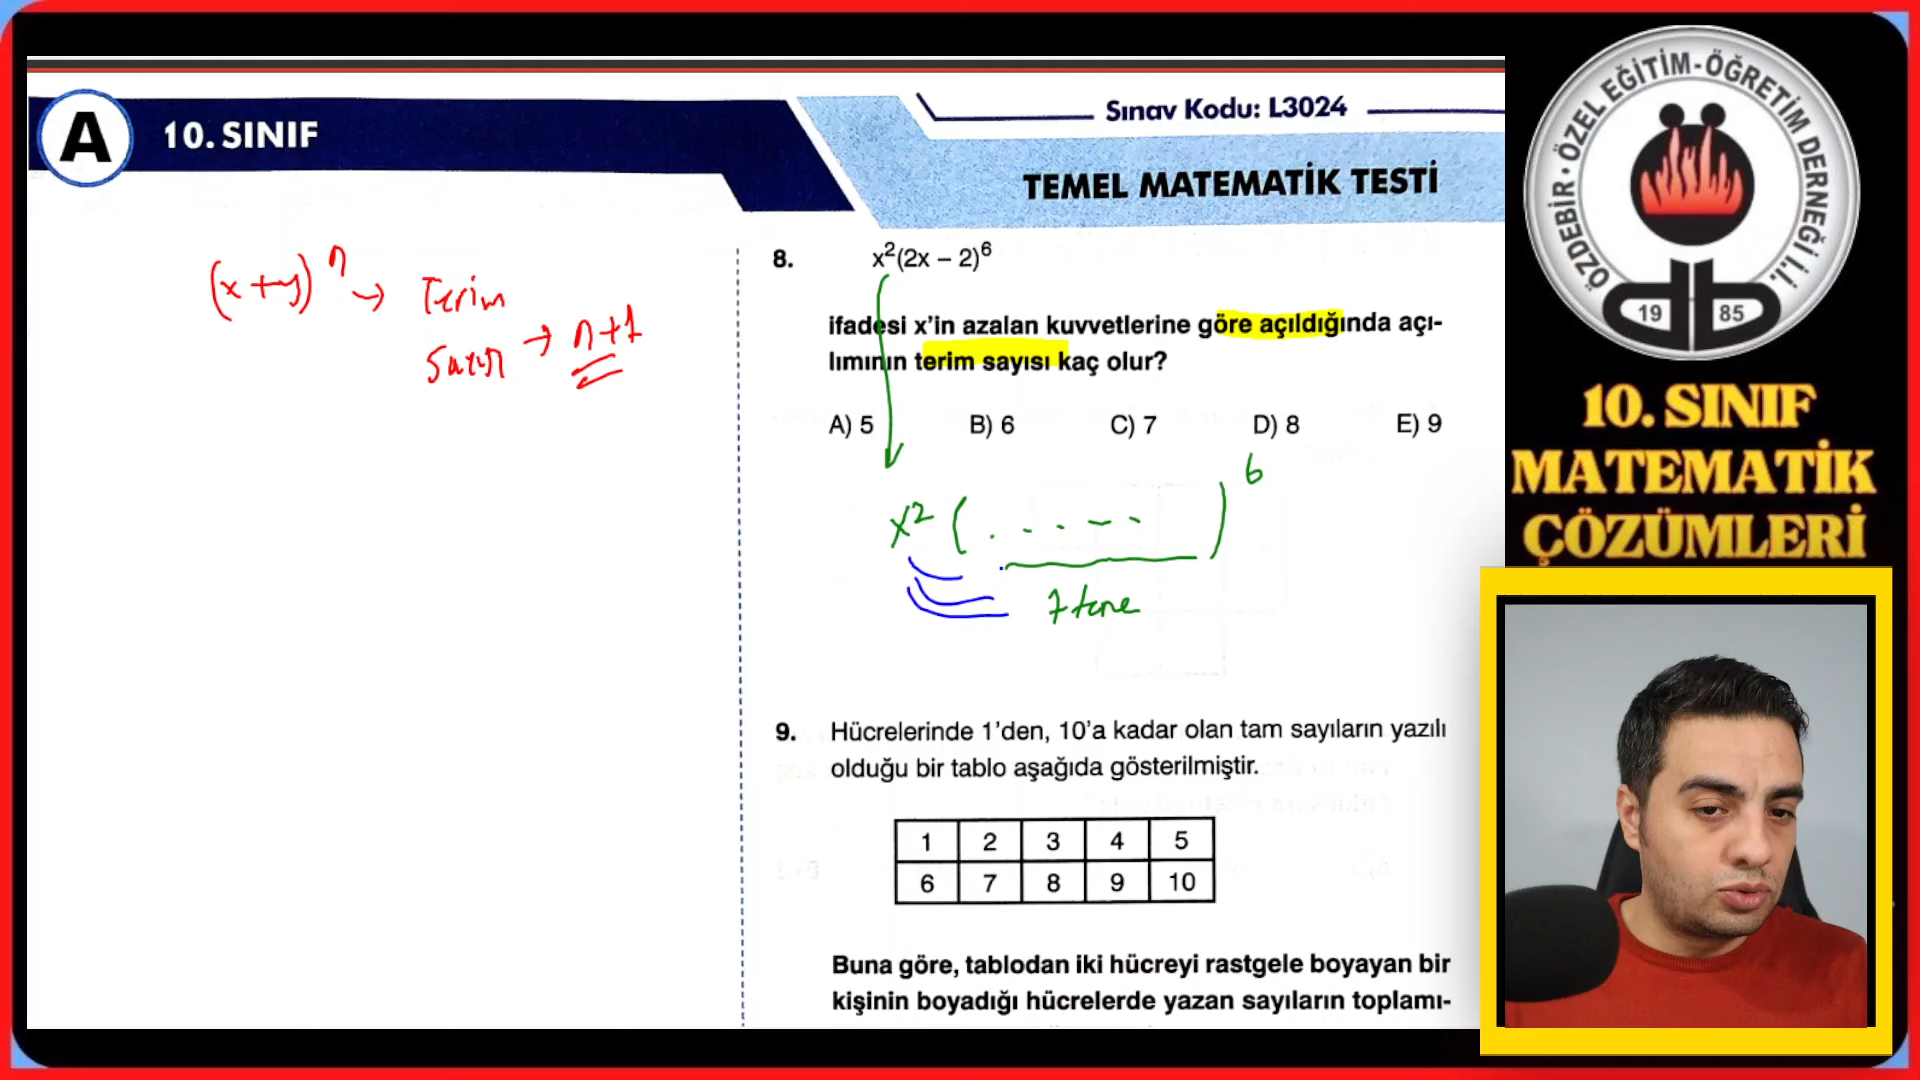 A
10. SINIF
Sınav Kodu: L3024
TEMEL MATEMATİK TESTİ
(x+y)^n → Terim
Sayısı → n+1
8.
x²(2x – 2)⁶
ifadesi x’in azalan kuvvetlerine göre açıldığında açı-
lımının terim sayısı kaç olur?
A) 5 B) 6 C) 7 D) 8 E) 9
x² ( . . . . . )⁶
7 tane
9. Hücrelerinde 1’den, 10’a kadar olan tam sayıların yazılı
olduğu bir tablo aşağıda gösterilmiştir.
1 2 3 4 5
6 7 8 9 10
Buna göre, tablodan iki hücreyi rastgele boyayan bir
kişinin boyadığı hücrelerde yazan sayıların toplamı-
ÖZDEBİR · ÖZEL EĞİTİM-ÖĞRETİM DERNEĞİ İ.İ.
19 85
10. SINIF
MATEMATİK
ÇÖZÜMLERİ